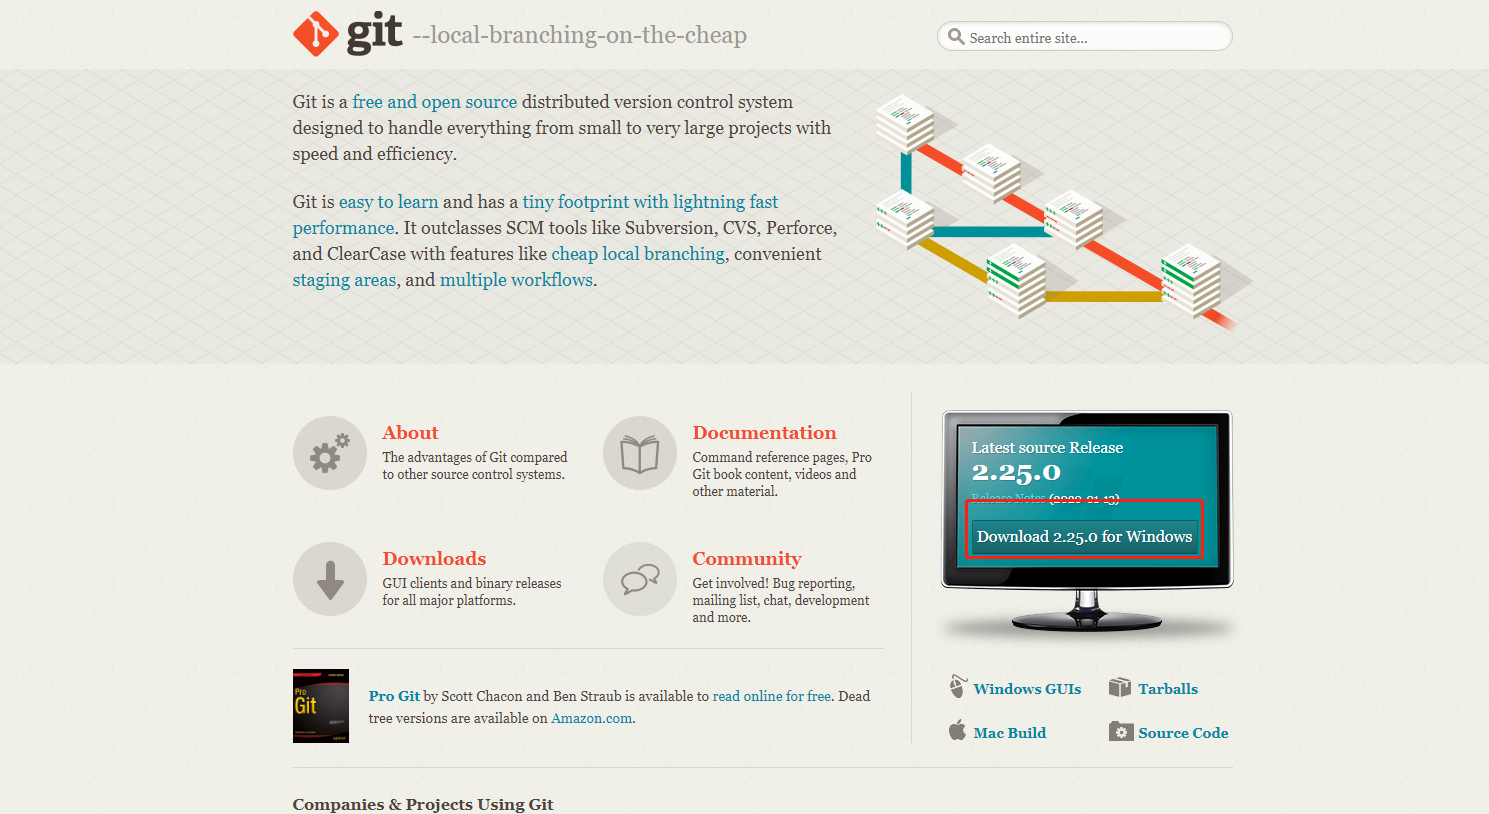 git --local-branching-on-the-cheap
Search entire site...
Git is a free and open source distributed version control system
designed to handle everything from small to very large projects with
speed and efficiency.
Git is easy to learn and has a tiny footprint with lightning fast
performance. It outclasses SCM tools like Subversion, CVS, Perforce,
and ClearCase with features like cheap local branching, convenient
staging areas, and multiple workflows.
About
The advantages of Git compared
to other source control systems.
Documentation
Command reference pages, Pro
Git book content, videos and
other material.
Downloads
GUI clients and binary releases
for all major platforms.
Community
Get involved! Bug reporting,
mailing list, chat, development
and more.
Pro
Git
Pro Git by Scott Chacon and Ben Straub is available to read online for free. Dead
tree versions are available on Amazon.com.
Latest source Release
2.25.0
Release Notes (2020-01-13)
Download 2.25.0 for Windows
Windows GUIs
Tarballs
Mac Build
Source Code
Companies & Projects Using Git